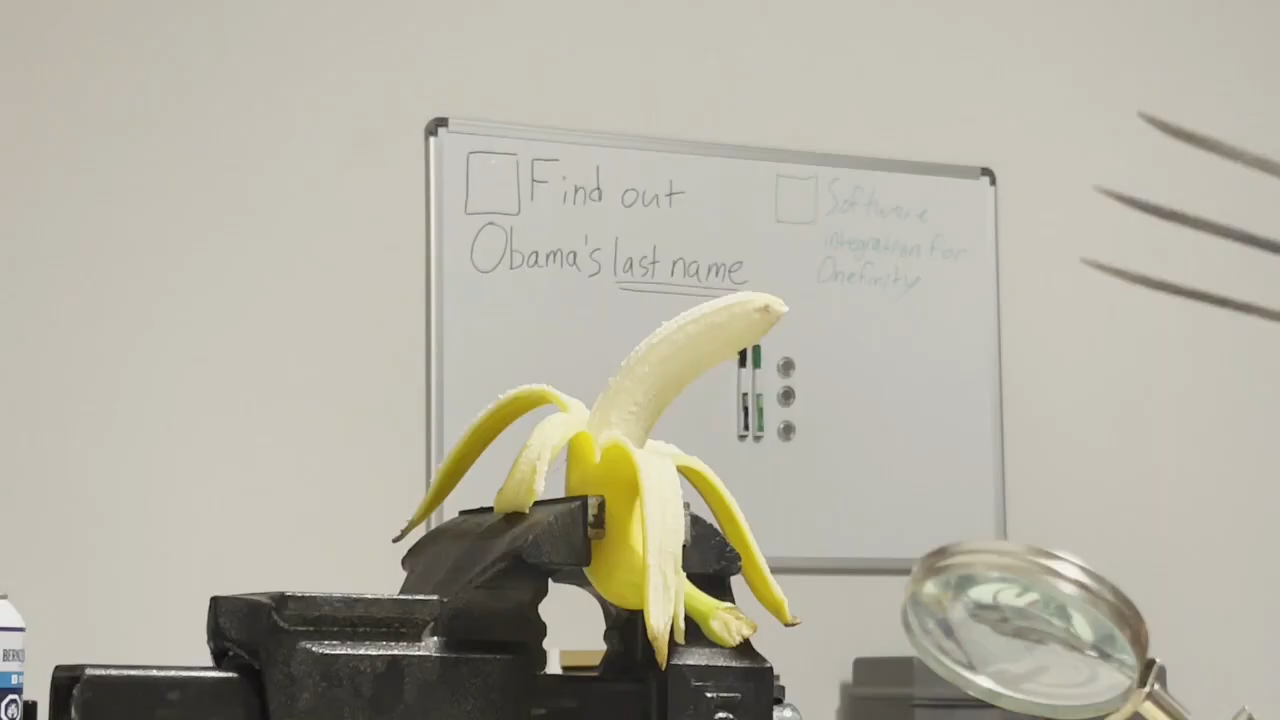 Find out
Obama's last name
Software
integration for
Onefinity